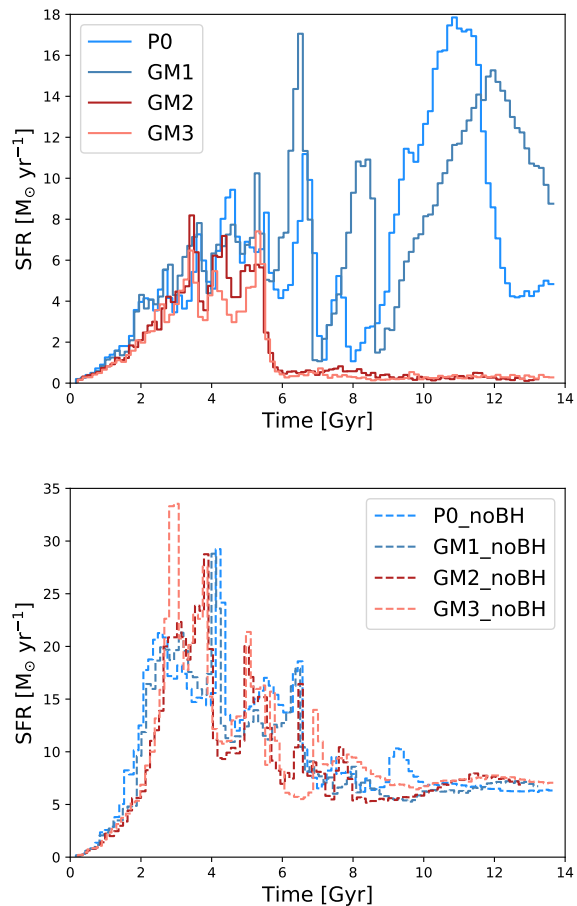 18
16
14
12
10
8
6
4
2
0
SFR [M⊙ yr⁻¹]
P0
GM1
GM2
GM3
0 2 4 6 8 10 12 14
Time [Gyr]
35
30
25
20
15
10
5
0
SFR [M⊙ yr⁻¹]
P0_noBH
GM1_noBH
GM2_noBH
GM3_noBH
0 2 4 6 8 10 12 14
Time [Gyr]